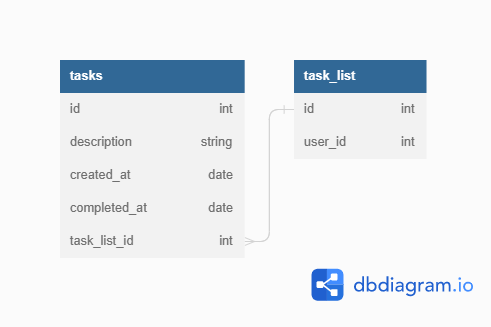 tasks
id int
description string
created_at date
completed_at date
task_list_id int
task_list
id int
user_id int
dbdiagram.io